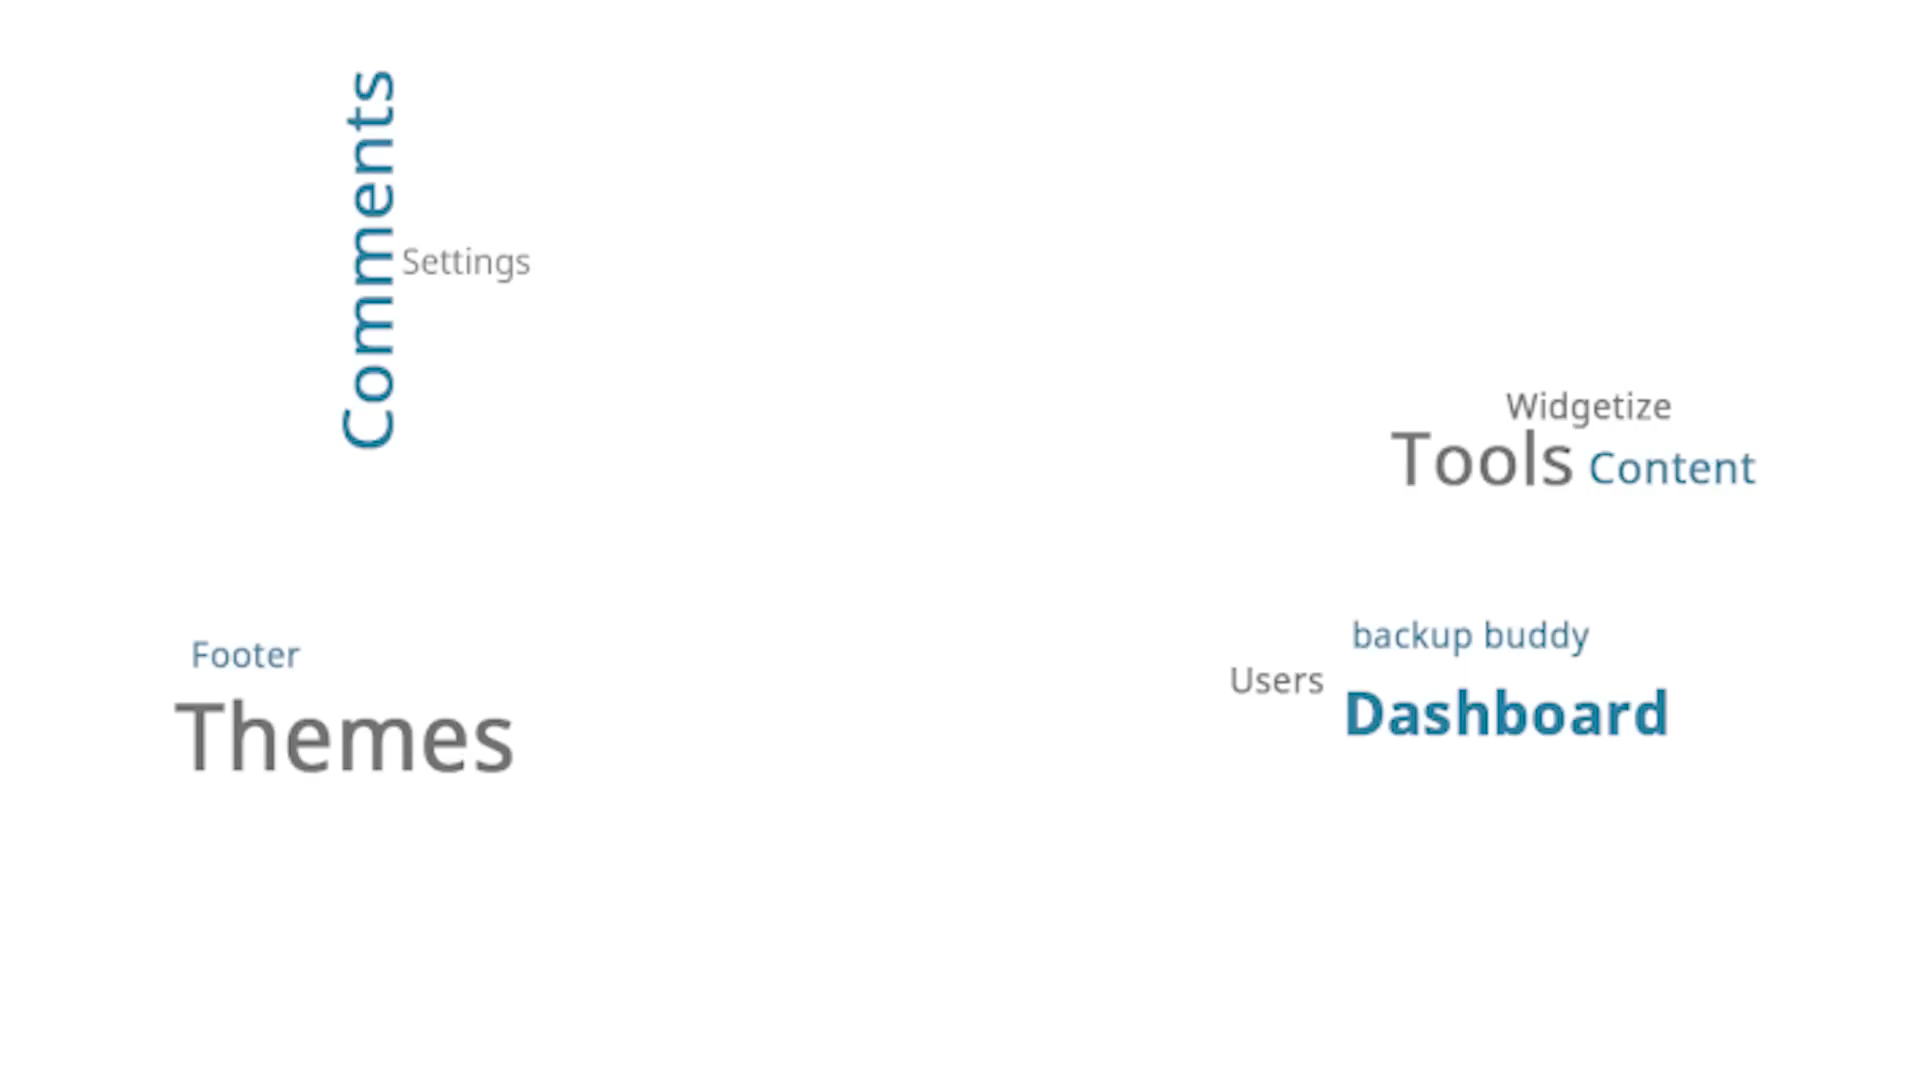 Comments
Settings
Widgetize
Tools Content
Footer
Themes
backup buddy
Users
Dashboard